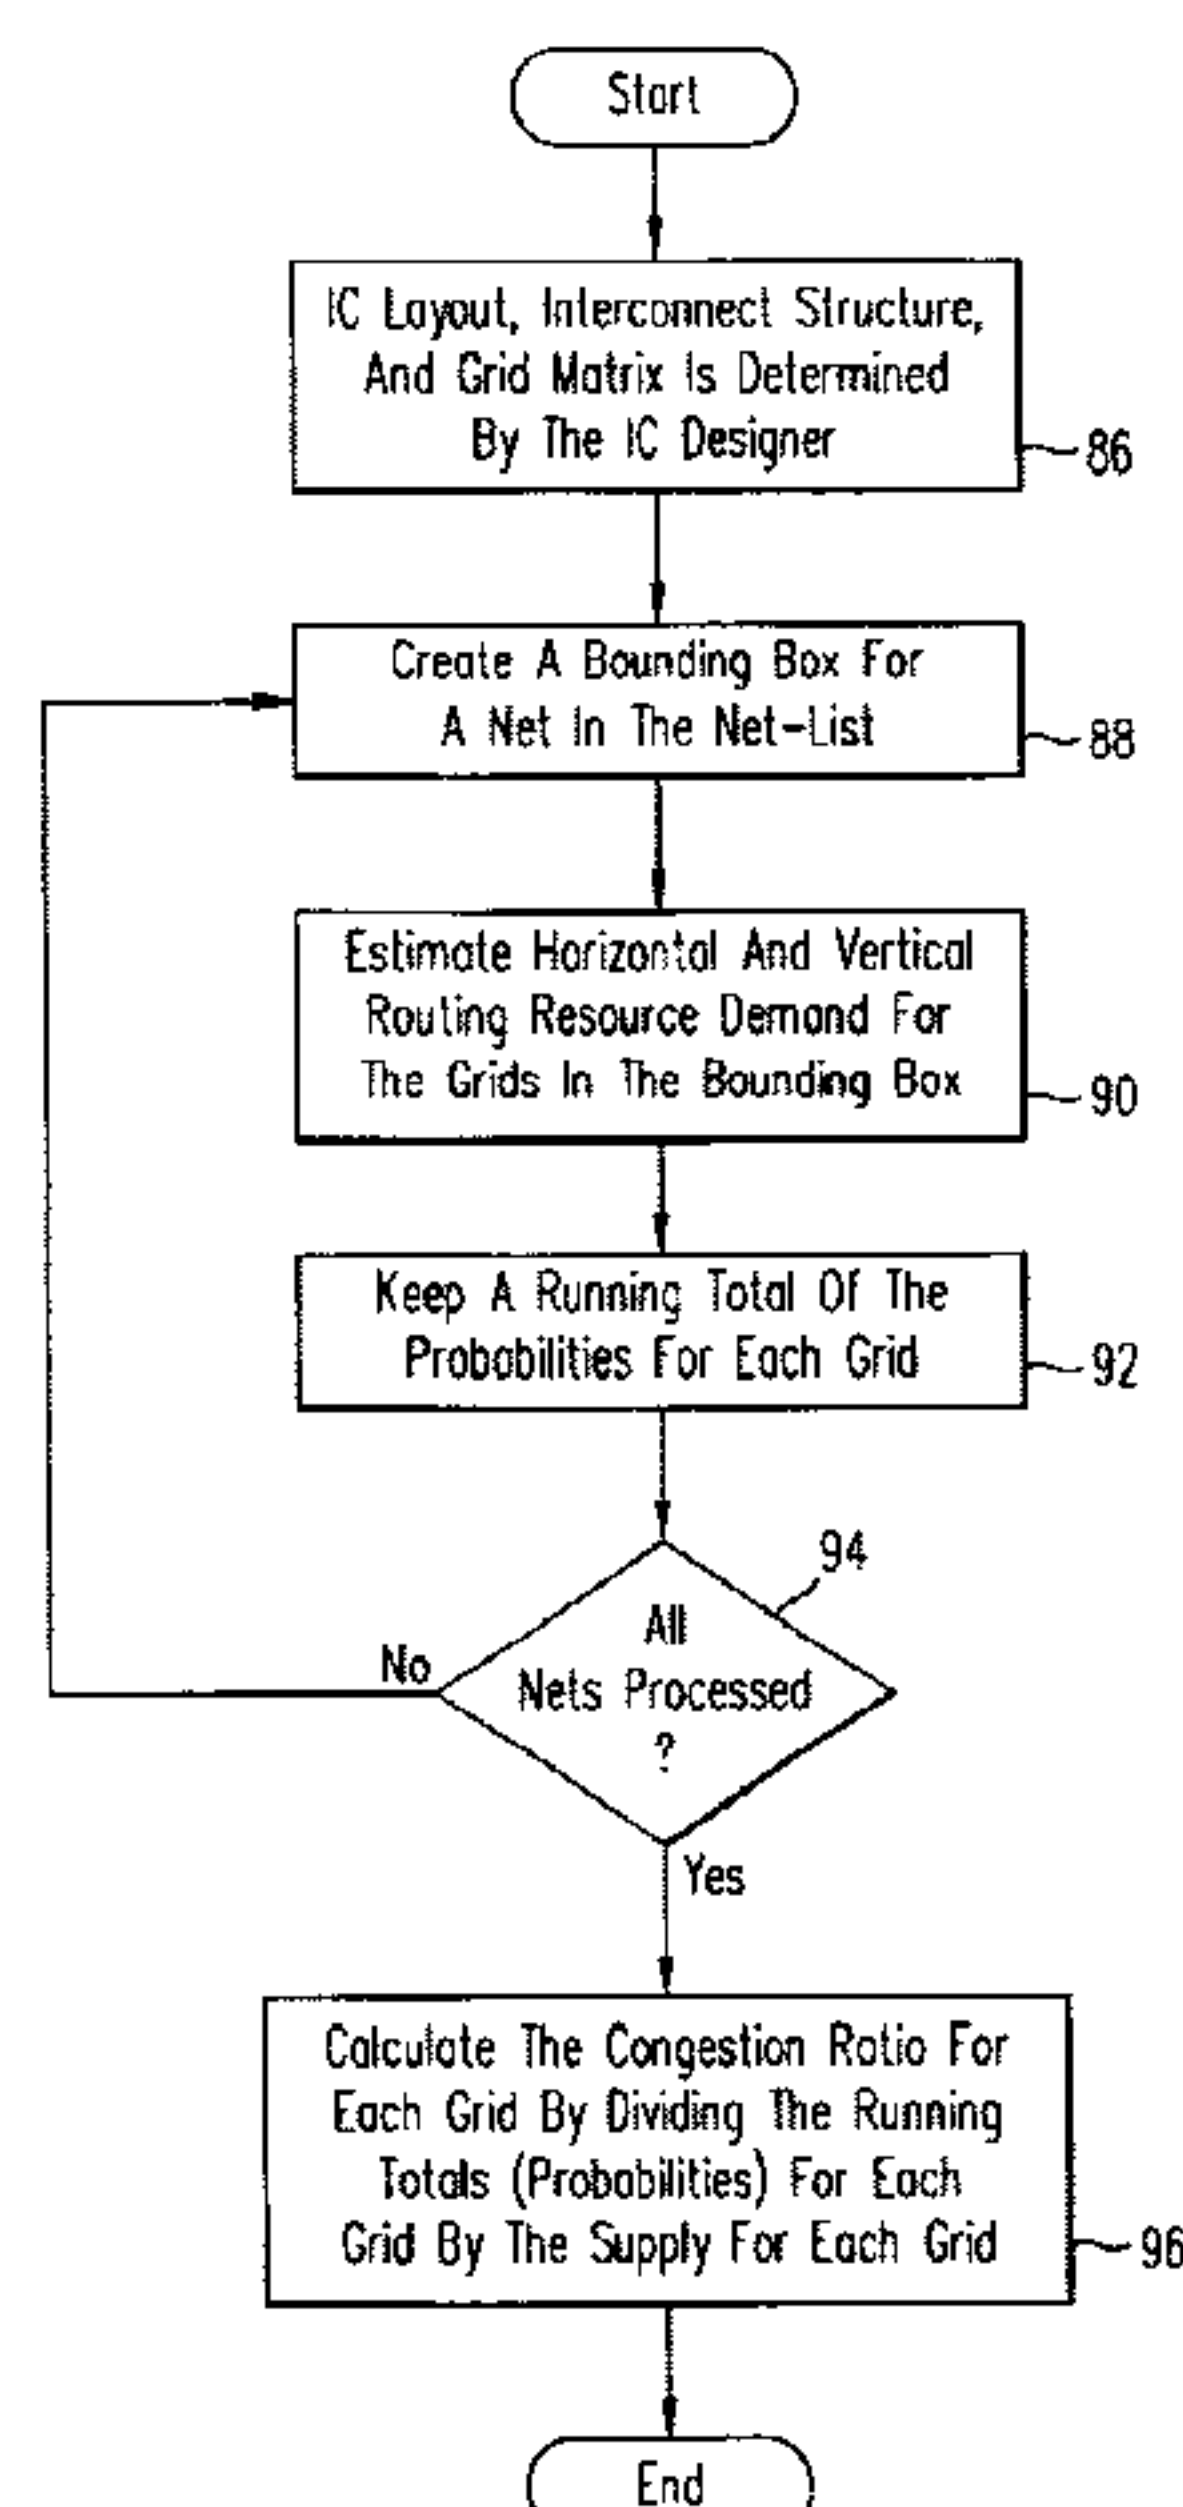 Start
IC Layout, Interconnect Structure,
And Grid Matrix Is Determined
By The IC Designer
86
Create A Bounding Box For
A Net In The Net-List
88
Estimate Horizontal And Vertical
Routing Resource Demand For
The Grids In The Bounding Box
90
Keep A Running Total Of The
Probabilities For Each Grid
92
94
All
Nets Processed
?
No
Yes
Calculate The Congestion Ratio For
Each Grid By Dividing The Running
Totals (Probabilities) For Each
Grid By The Supply For Each Grid
96
End